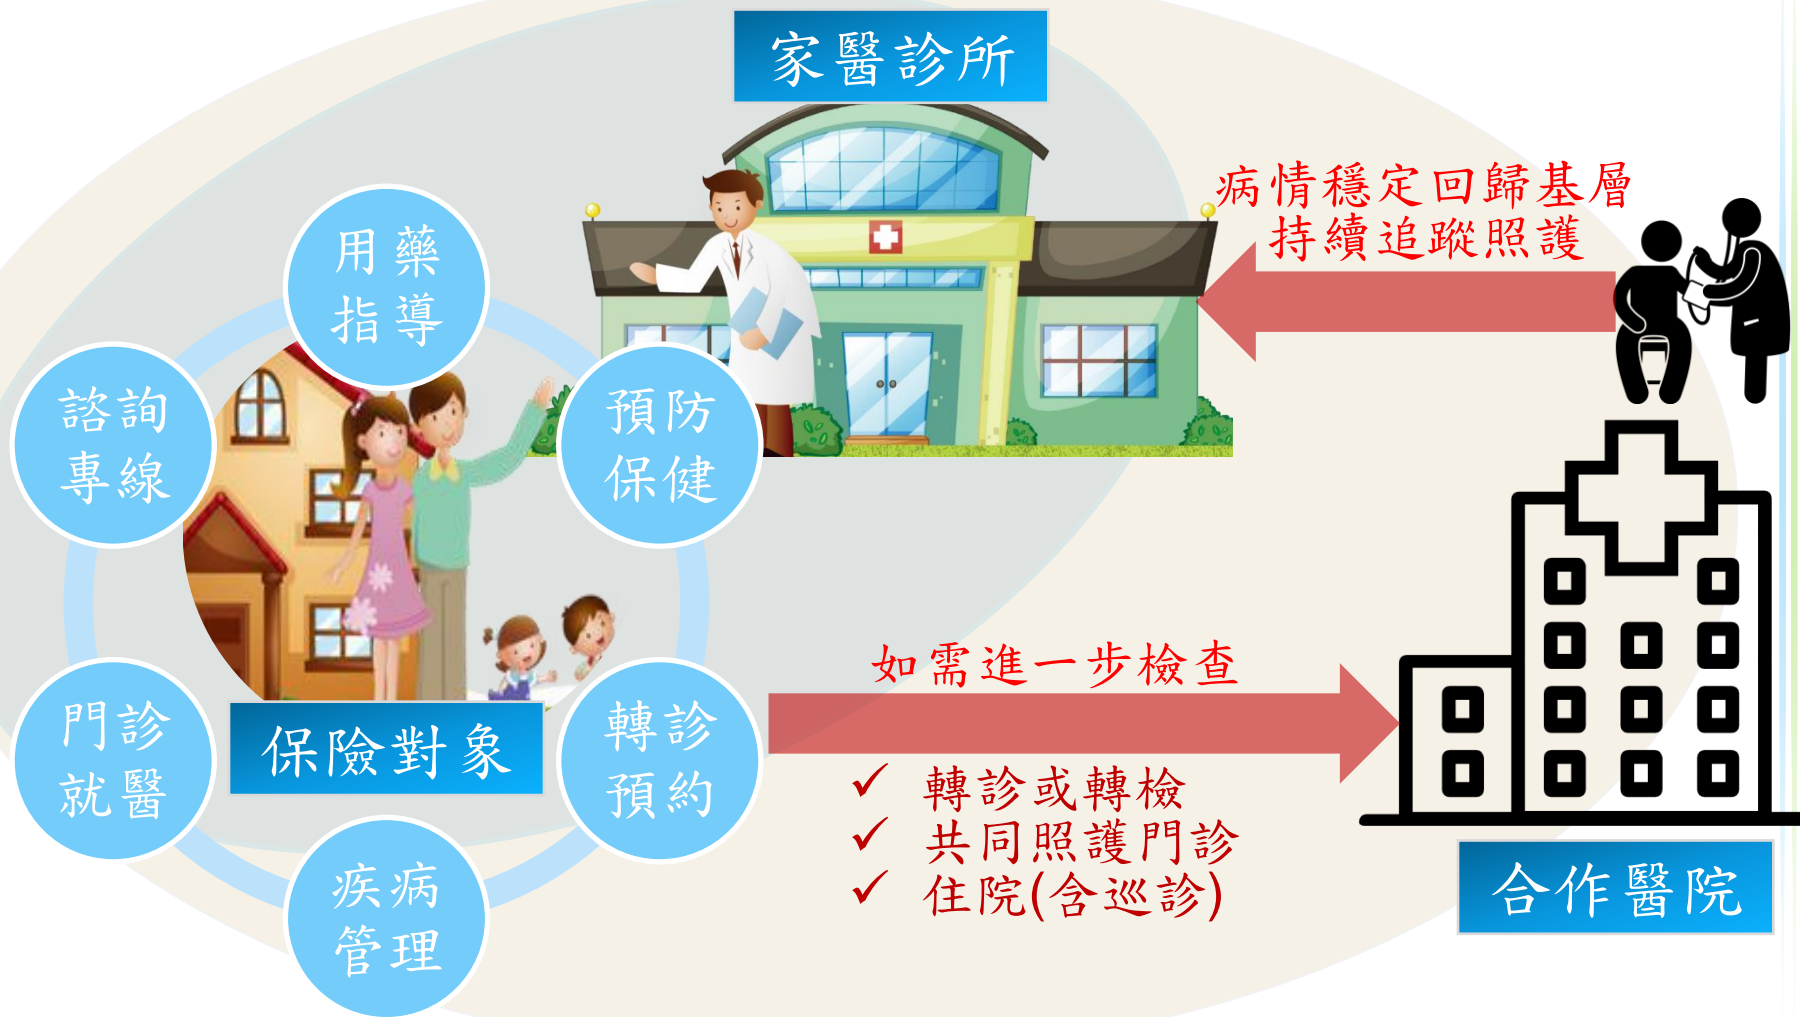 家醫診所
病情穩定回歸基層
持續追蹤照護
用藥
指導
諮詢
專線
預防
保健
如需進一步檢查
門診
就醫
保險對象
轉診
預約
✓ 轉診或轉檢
✓ 共同照護門診
✓ 住院(含巡診)
疾病
管理
合作醫院